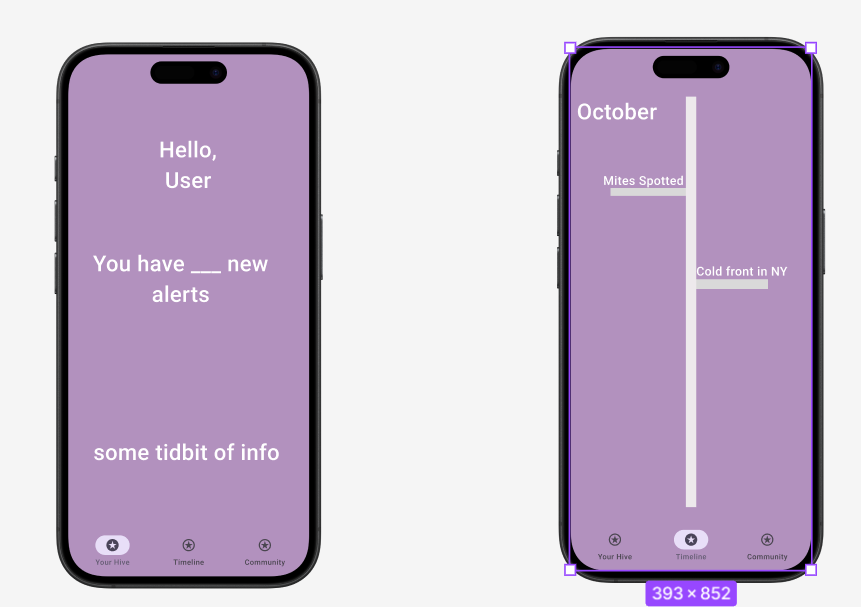 Hello,
User
You have ___ new
alerts
some tidbit of info
Your Hive
Timeline
Community
October
Mites Spotted
Cold front in NY
Your Hive
Timeline
Community
393 × 852